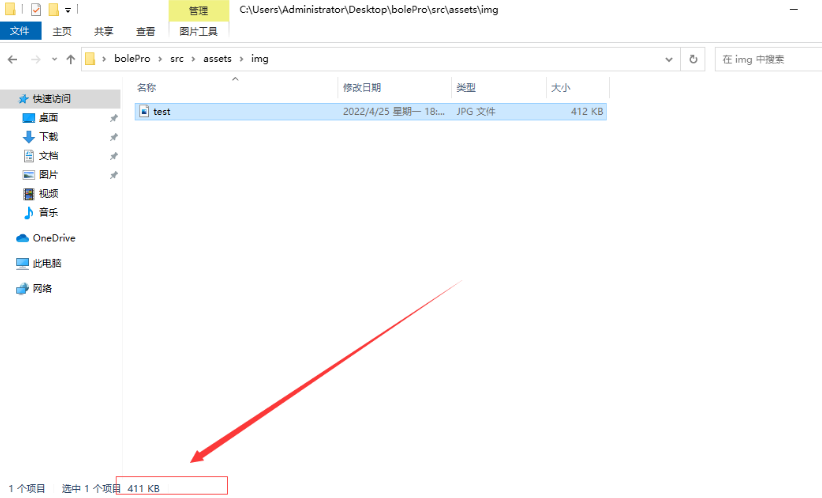 管理
C:\Users\Administrator\Desktop\bolePro\src\assets\img
文件 主页 共享 查看 图片工具
bolePro > src > assets > img
在 img 中搜索
名称 修改日期 类型 大小
快速访问
test 2022/4/25 星期一 18:... JPG 文件 412 KB
桌面
下载
文档
图片
视频
音乐
OneDrive
此电脑
网络
1 个项目 选中 1 个项目 411 KB